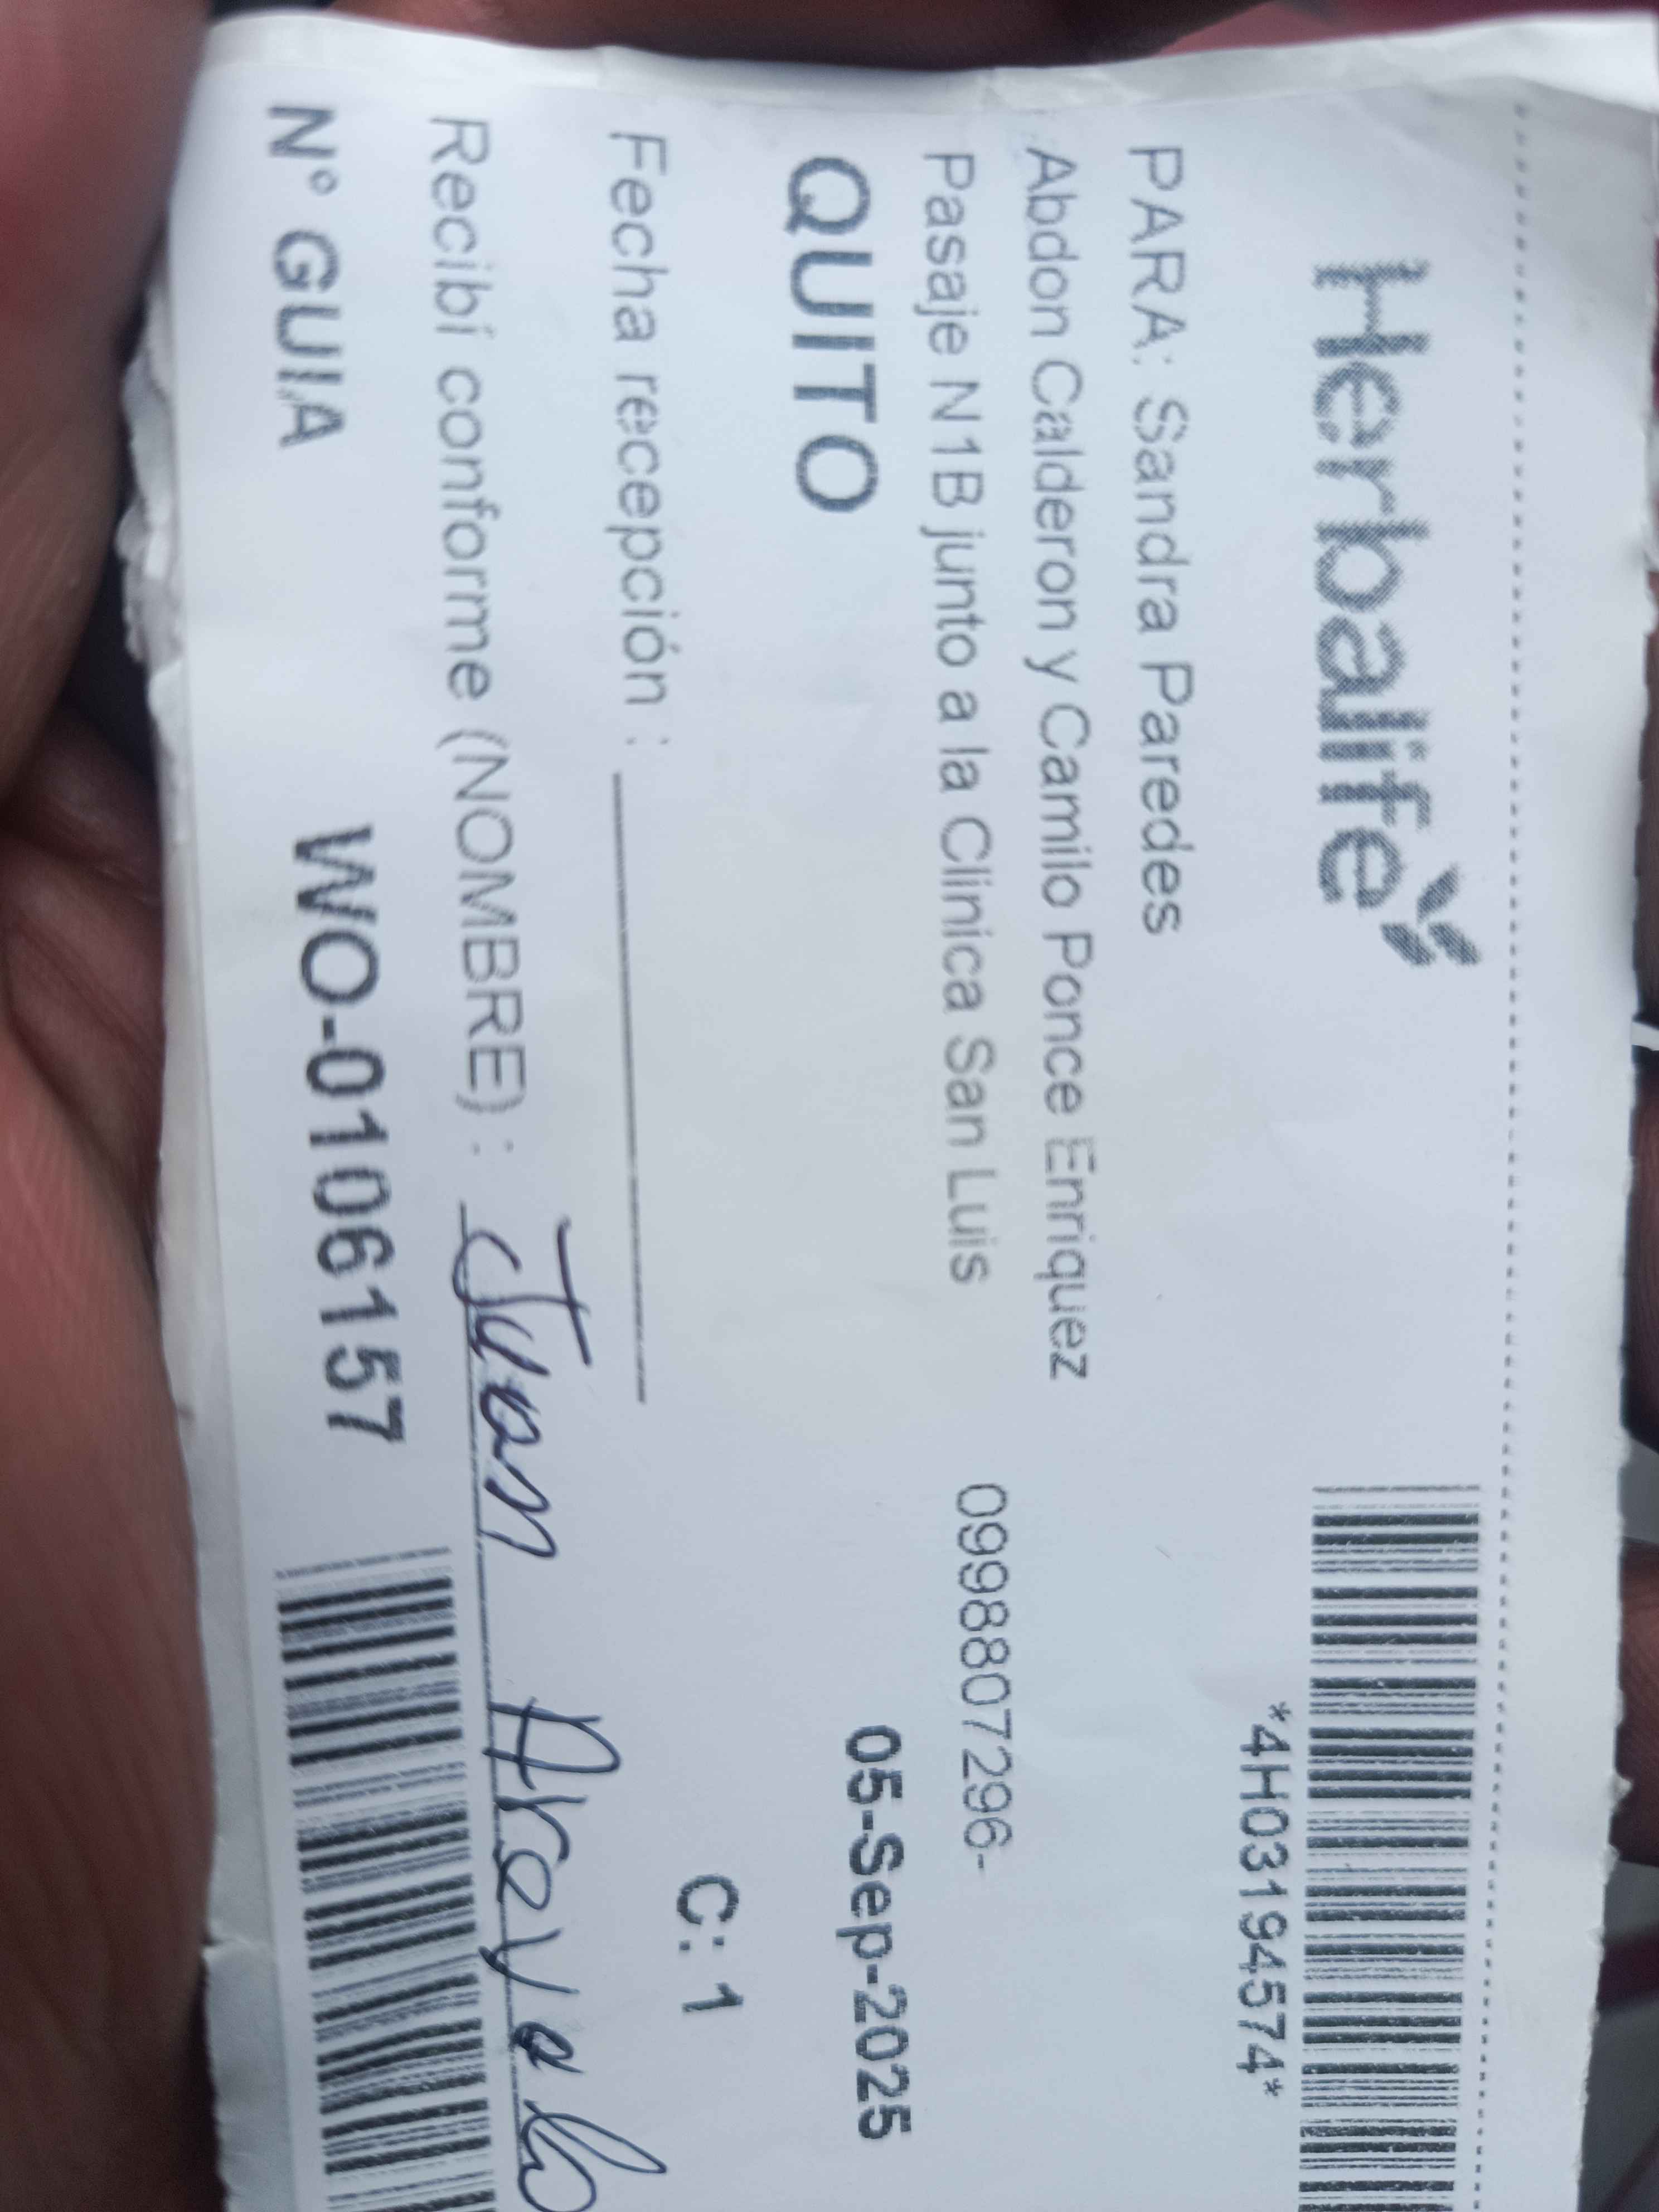 Herbalife
*4H03194574*
PARA: Sandra Paredes
Abdon Calderon y Camilo Ponce Enriquez
Pasaje N1B junto a la Clinica San Luis 0998807296-
QUITO 05-Sep-2025
C: 1
Fecha recepción :
Recibí conforme (NOMBRE) : Juan Arevalo
N° GUIA WO-0106157